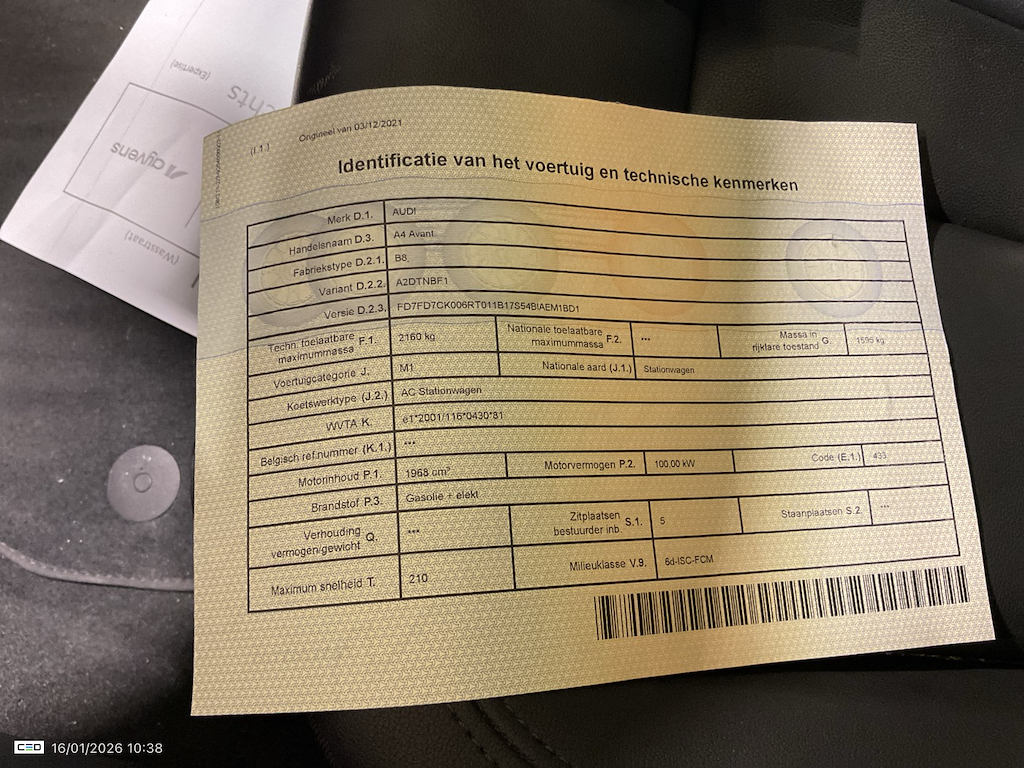 (Expertise)
chts
ayvens
(Wasstraat)
(I.1.)
Origineel van 03/12/2021
Identificatie van het voertuig en technische kenmerken
Merk D.1. AUDI
Handelsnaam D.3. A4 Avant
Fabriekstype D.2.1. B8
Variant D.2.2. A2DTNBF1
Versie D.2.3. FD7FD7CK006RT011B17S54BIAEM1BD1
Techn. toelaatbare maximummassa F.1. 2160 kg Nationale toelaatbare maximummassa F.2. *** Massa in rijklare toestand G. 1595 kg
Voertuigcategorie J. M1 Nationale aard (J.1.) Stationwagen
Koetswerktype (J.2.) AC Stationwagen
WVTA K. e1*2001/116*0430*81
Belgisch ref.nummer (K.1.) ***
Motorinhoud P.1. 1968 cm³ Motorvermogen P.2. 100.00 kW Code (E.1.) 433
Brandstof P.3. Gasolie + elekt
Verhouding vermogen/gewicht Q. *** Zitplaatsen bestuurder inb. S.1. 5 Staanplaatsen S.2. ***
Maximum snelheid T. 210 Milieuklasse V.9. 6d-ISC-FCM
CEO 16/01/2026 10:38